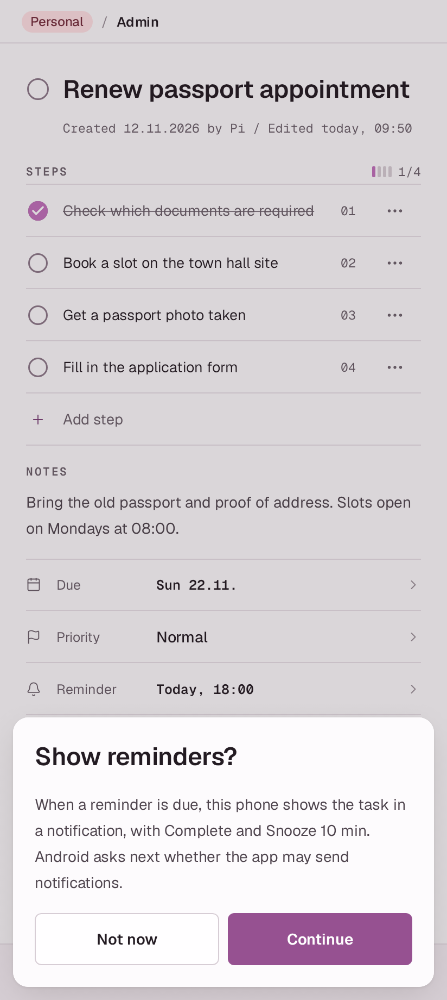 Personal / Admin
Renew passport appointment
Created 12.11.2026 by Pi / Edited today, 09:50
STEPS 1/4
Check which documents are required 01
Book a slot on the town hall site 02
Get a passport photo taken 03
Fill in the application form 04
Add step
NOTES
Bring the old passport and proof of address. Slots open
on Mondays at 08:00.
Due Sun 22.11.
Priority Normal
Reminder Today, 18:00
Show reminders?
When a reminder is due, this phone shows the task in
a notification, with Complete and Snooze 10 min.
Android asks next whether the app may send
notifications.
Not now Continue